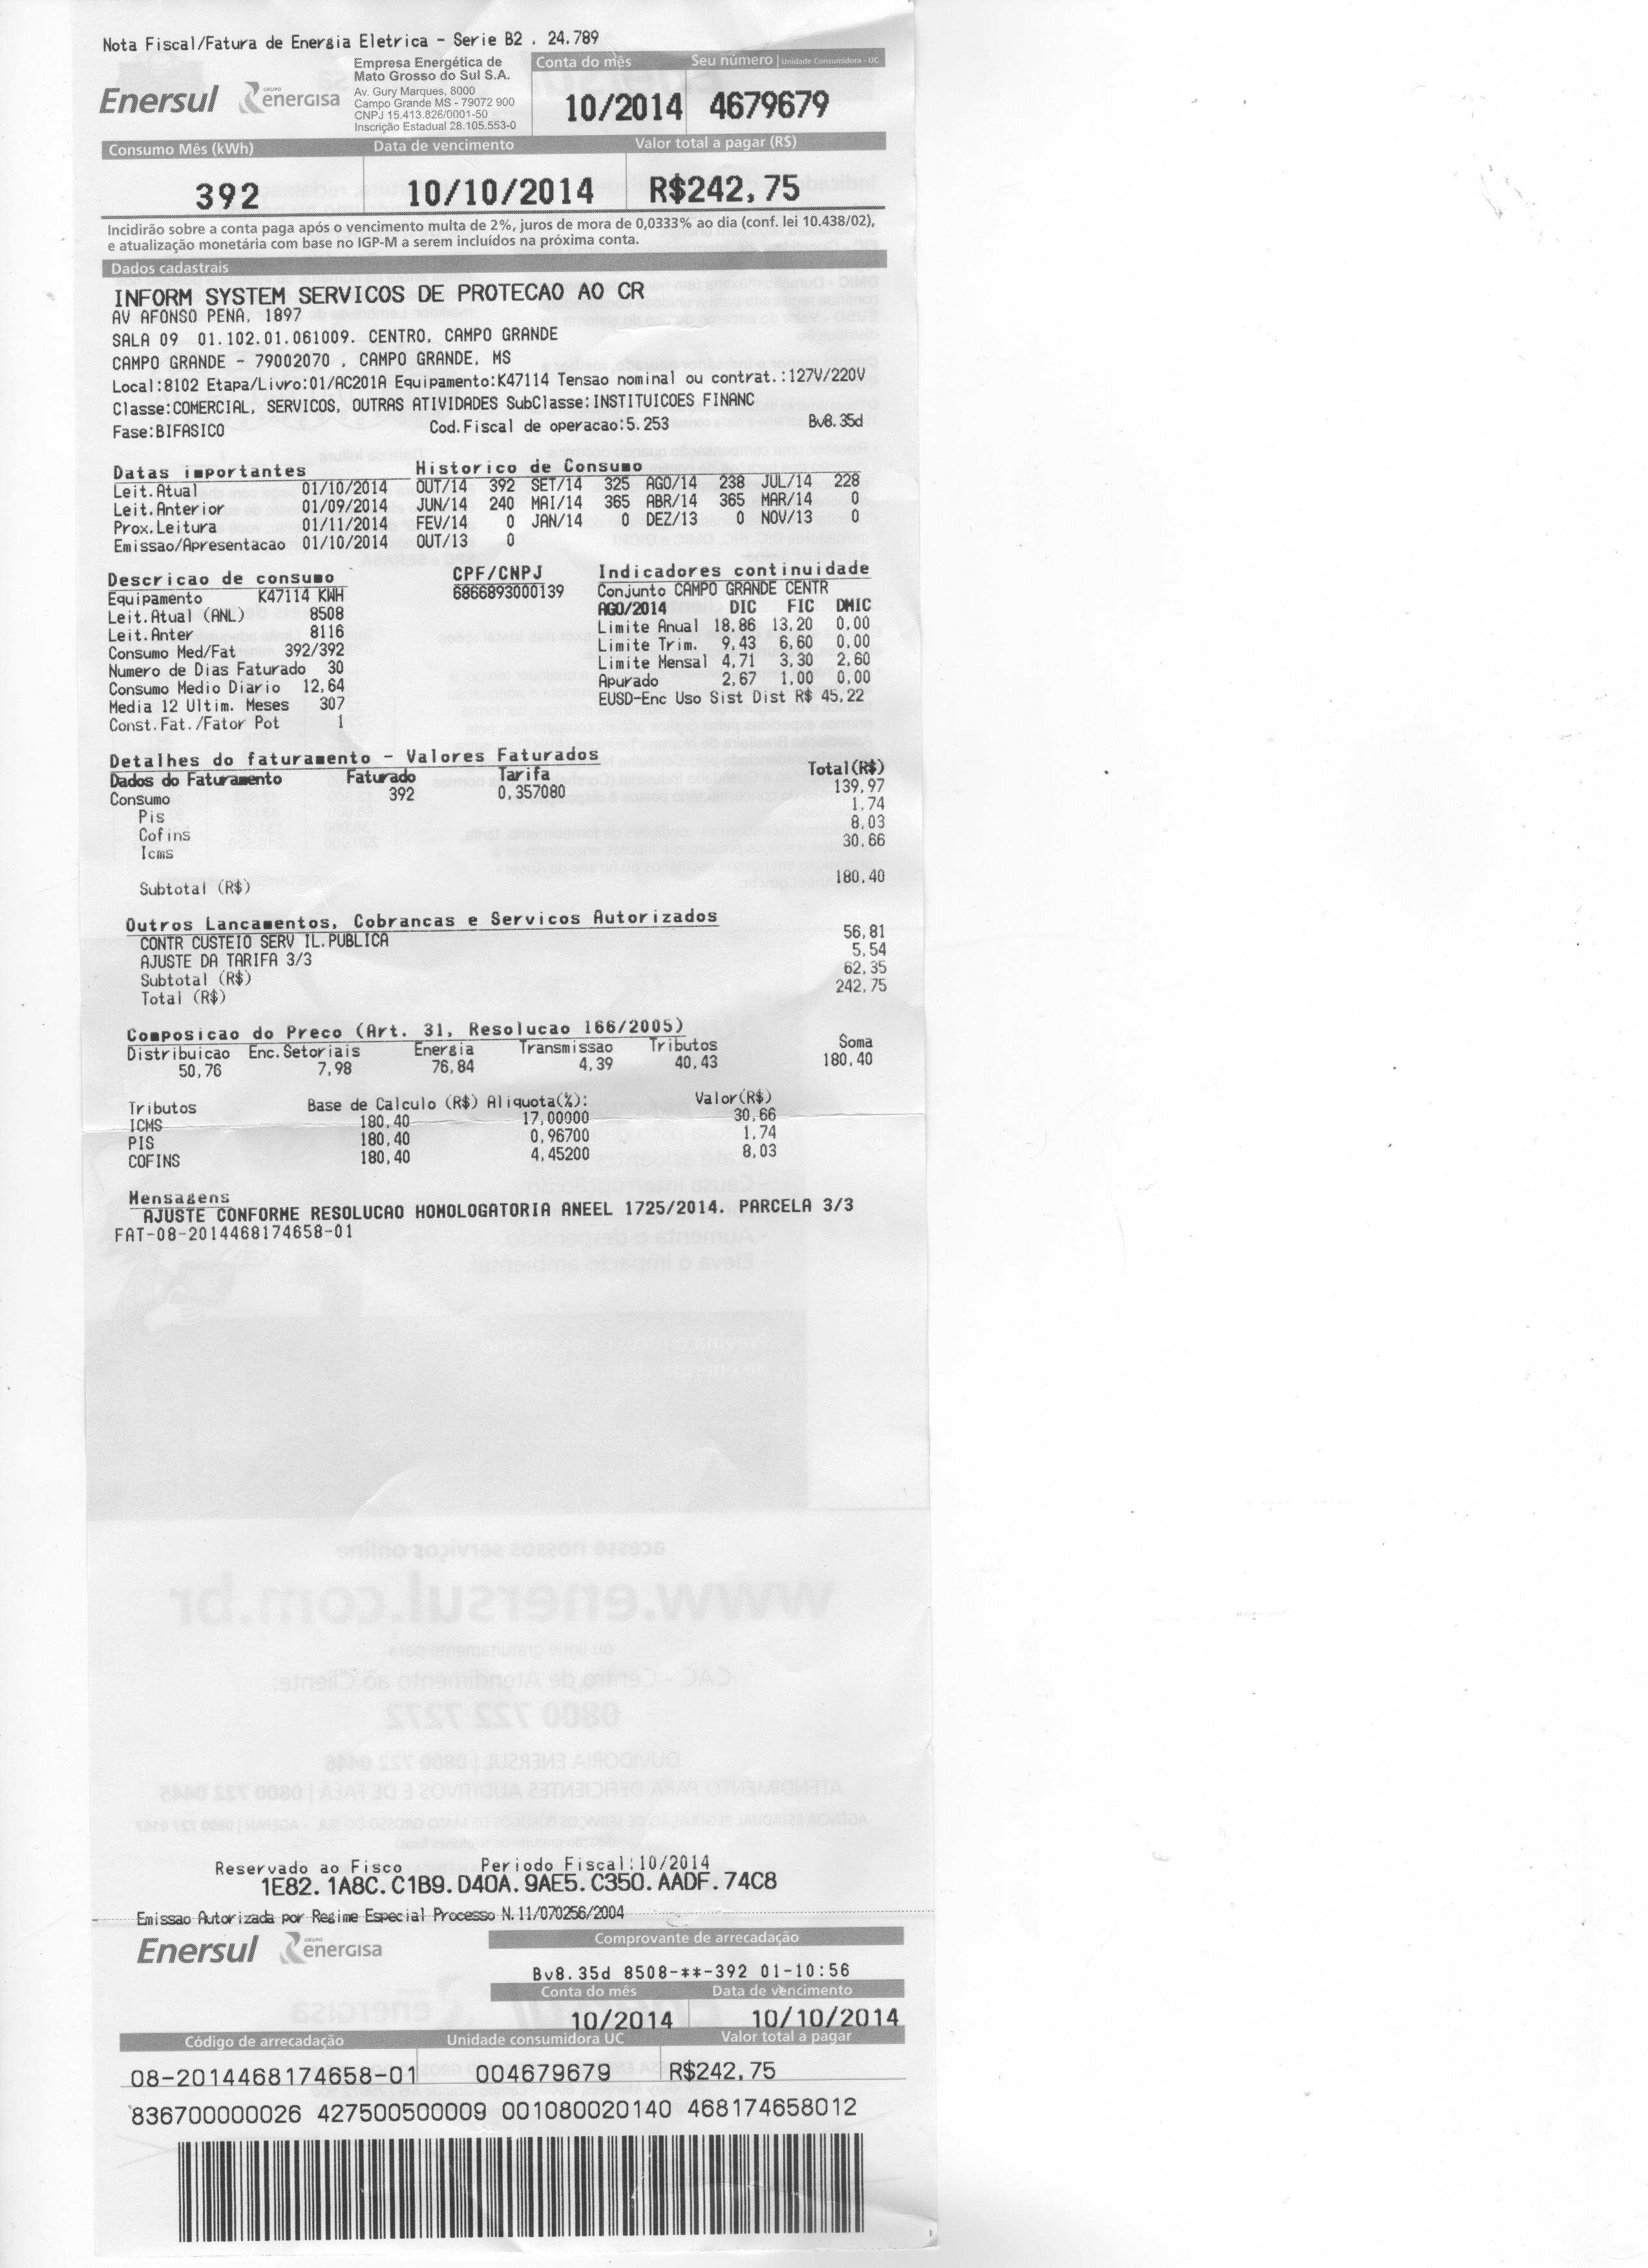 Nota Fiscal/Fatura de Energia Eletrica - Serie B2 . 24.789
Enersul GRUPO energisa
Empresa Energética de
Mato Grosso do Sul S.A.
Av. Gury Marques, 8000
Campo Grande MS - 79072 900
CNPJ 15.413.826/0001-50
Inscrição Estadual 28.105.553-0
Conta do mês Seu número | Unidade Consumidora - UC
10/2014 4679679
Consumo Mês (kWh) Data de vencimento Valor total a pagar (R$)
392 10/10/2014 R$242,75
Incidirão sobre a conta paga após o vencimento multa de 2%, juros de mora de 0,0333% ao dia (conf. lei 10.438/02),
e atualização monetária com base no IGP-M a serem incluídos na próxima conta.
Dados cadastrais
INFORM SYSTEM SERVICOS DE PROTECAO AO CR
AV AFONSO PENA, 1897
SALA 09 01.102.01.061009. CENTRO, CAMPO GRANDE
CAMPO GRANDE - 79002070 , CAMPO GRANDE, MS
Local:8102 Etapa/Livro:01/AC201A Equipamento:K47114 Tensao nominal ou contrat.:127V/220V
Classe:COMERCIAL, SERVICOS, OUTRAS ATIVIDADES SubClasse:INSTITUICOES FINANC
Fase:BIFASICO Cod.Fiscal de operacao:5.253 Bv8.35d
Datas importantes Historico de Consumo
Leit.Atual 01/10/2014 OUT/14 392 SET/14 325 AGO/14 238 JUL/14 228
Leit.Anterior 01/09/2014 JUN/14 240 MAI/14 365 ABR/14 365 MAR/14 0
Prox.Leitura 01/11/2014 FEV/14 0 JAN/14 0 DEZ/13 0 NOV/13 0
Emissao/Apresentacao 01/10/2014 OUT/13 0
Descricao de consumo CPF/CNPJ Indicadores continuidade
Equipamento K47114 KWH 6866893000139 Conjunto CAMPO GRANDE CENTR
Leit.Atual (ANL) 8508 AGO/2014 DIC FIC DMIC
Leit.Anter 8116 Limite Anual 18,86 13,20 0,00
Consumo Med/Fat 392/392 Limite Trim. 9,43 6,60 0,00
Numero de Dias Faturado 30 Limite Mensal 4,71 3,30 2,60
Consumo Medio Diario 12,64 Apurado 2,67 1,00 0,00
Media 12 Ultim. Meses 307 EUSD-Enc Uso Sist Dist R$ 45,22
Const.Fat./Fator Pot 1
Detalhes do faturamento - Valores Faturados
Dados do Faturamento Faturado Tarifa Total(R$)
Consumo 392 0,357080 139,97
Pis 1,74
Cofins 8,03
Icms 30,66
Subtotal (R$) 180,40
Outros Lancamentos, Cobrancas e Servicos Autorizados
CONTR CUSTEIO SERV IL.PUBLICA 56,81
AJUSTE DA TARIFA 3/3 5,54
Subtotal (R$) 62,35
Total (R$) 242,75
Composicao do Preco (Art. 31, Resolucao 166/2005)
Distribuicao Enc.Setoriais Energia Transmissao Tributos Soma
50,76 7,98 76,84 4,39 40,43 180,40
Tributos Base de Calculo (R$) Aliquota(%): Valor(R$)
ICMS 180,40 17,00000 30,66
PIS 180,40 0,96700 1,74
COFINS 180,40 4,45200 8,03
Mensagens
AJUSTE CONFORME RESOLUCAO HOMOLOGATORIA ANEEL 1725/2014. PARCELA 3/3
FAT-08-2014468174658-01
Reservado ao Fisco Periodo Fiscal:10/2014
1E82.1A8C.C1B9.D40A.9AE5.C350.AADF.74C8
Emissao Autorizada por Regime Especial Processo N.11/070256/2004
Enersul GRUPO energisa
Comprovante de arrecadação
Bv8.35d 8508-**-392 01-10:56
Conta do mês Data de vencimento
10/2014 10/10/2014
Código de arrecadação Unidade consumidora UC Valor total a pagar
08-2014468174658-01 004679679 R$242,75
836700000026 427500500009 001080020140 468174658012